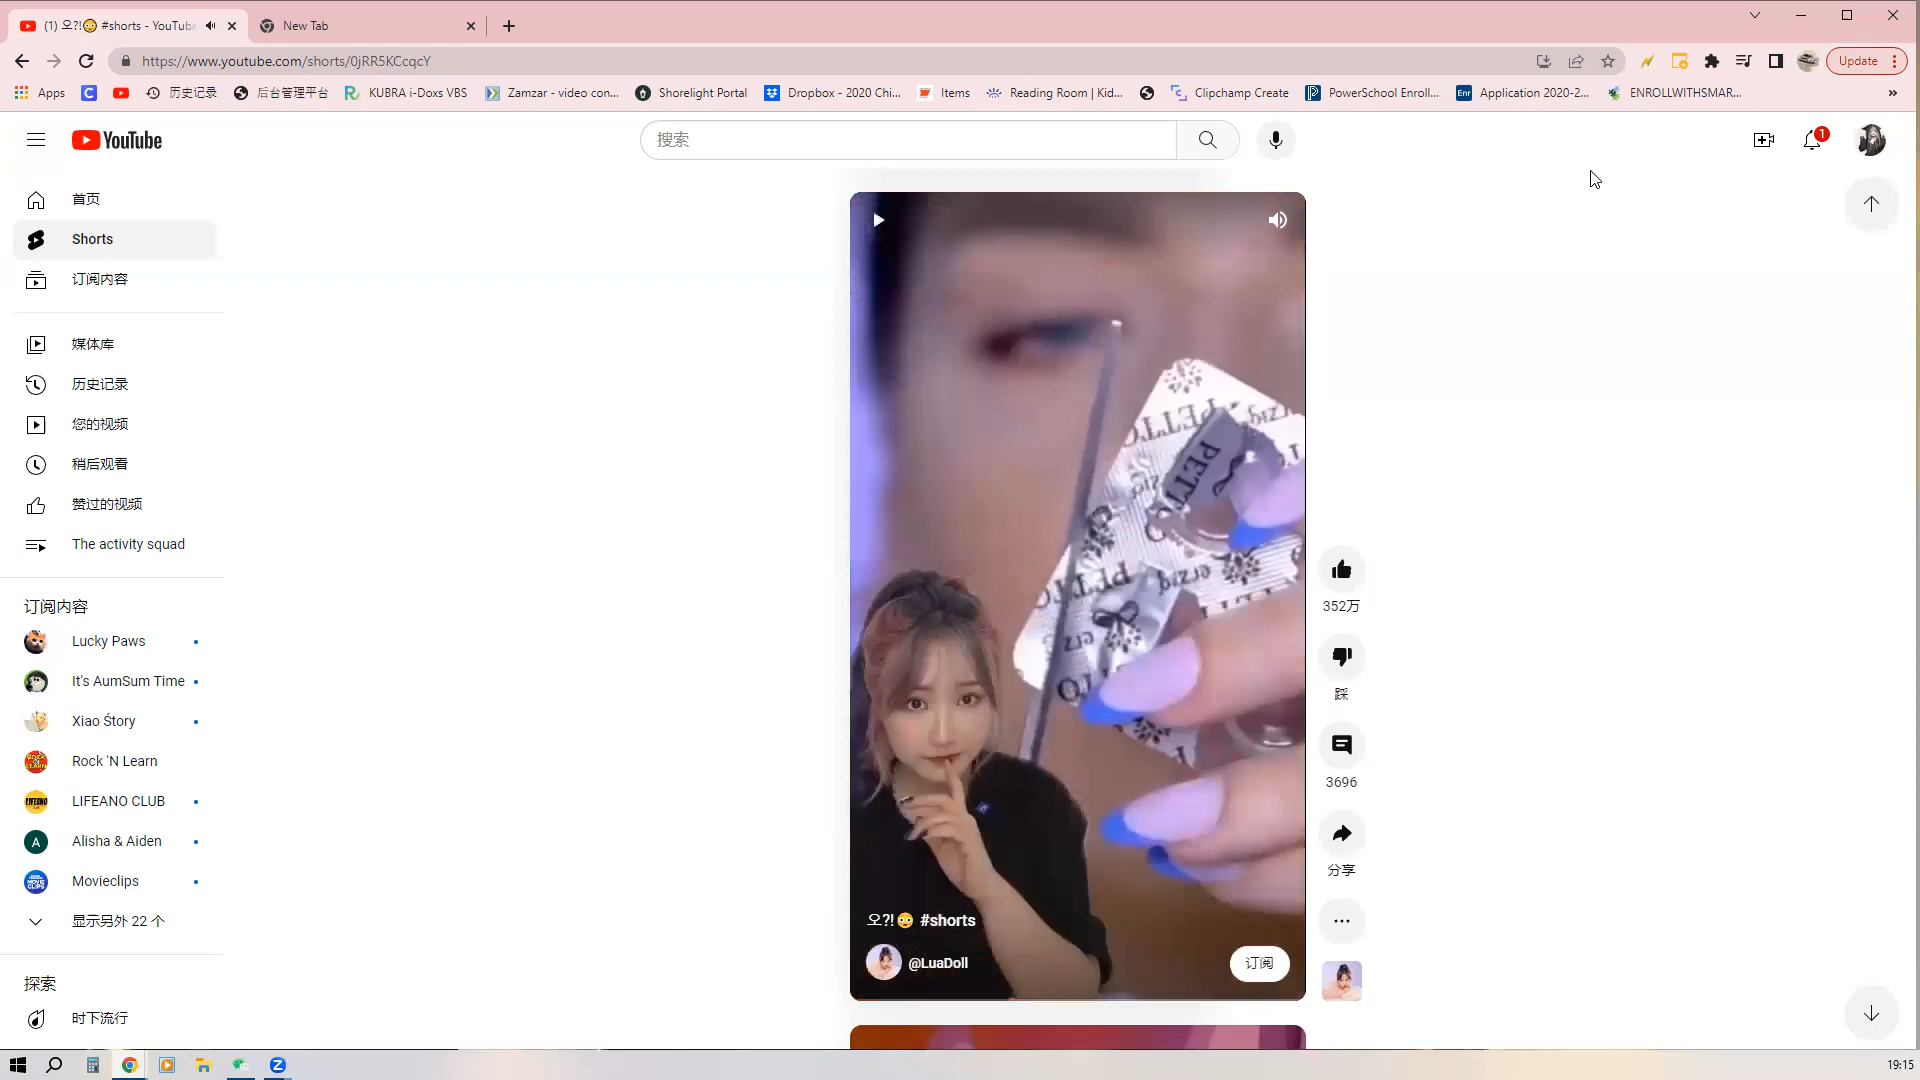 (1) 오?!😳 #shorts - YouTube
New Tab
https://www.youtube.com/shorts/0jRR5KCcqcY
Update
Apps
历史记录
后台管理平台
KUBRA i-Doxs VBS
Zamzar - video con...
Shorelight Portal
Dropbox - 2020 Chi...
Items
Reading Room | Kid...
Clipchamp Create
PowerSchool Enroll...
Enr
Application 2020-2...
ENROLLWITHSMAR...
»
YouTube
搜索
1
首页
Shorts
订阅内容
媒体库
历史记录
您的视频
稍后观看
赞过的视频
The activity squad
订阅内容
Lucky Paws
It's AumSum Time
Xiao Štory
Rock 'N Learn
LIFEANO CLUB
A
Alisha & Aiden
Movieclips
显示另外 22 个
探索
时下流行
PETTO
352万
踩
3696
分享
오?!😳 #shorts
@LuaDoll
订阅
19:15